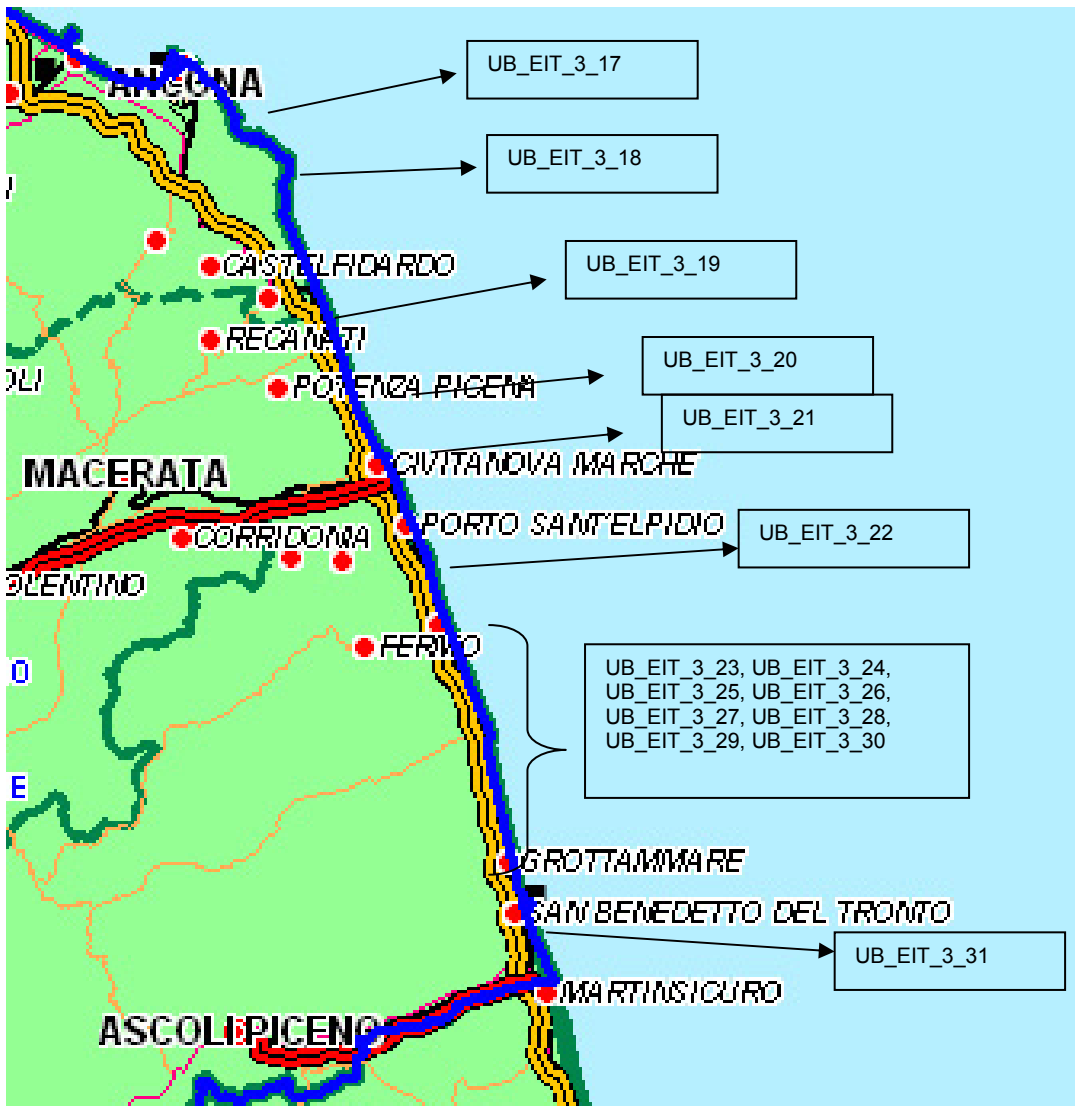 UB_EIT_3_17
ANCONA
UB_EIT_3_18
UB_EIT_3_19
CASTELFIDARDO
RECANATI
UB_EIT_3_20
POTENZA PICENA
UB_EIT_3_21
CIVITANOVA MARCHE
MACERATA
PORTO SANT'ELPIDIO
UB_EIT_3_22
CORRIDONIA
OLENTINO
FERMO
UB_EIT_3_23, UB_EIT_3_24,
UB_EIT_3_25, UB_EIT_3_26,
UB_EIT_3_27, UB_EIT_3_28,
UB_EIT_3_29, UB_EIT_3_30
O
E
GROTTAMMARE
SAN BENEDETTO DEL TRONTO
UB_EIT_3_31
MARTINSICURO
ASCOLI PICENO